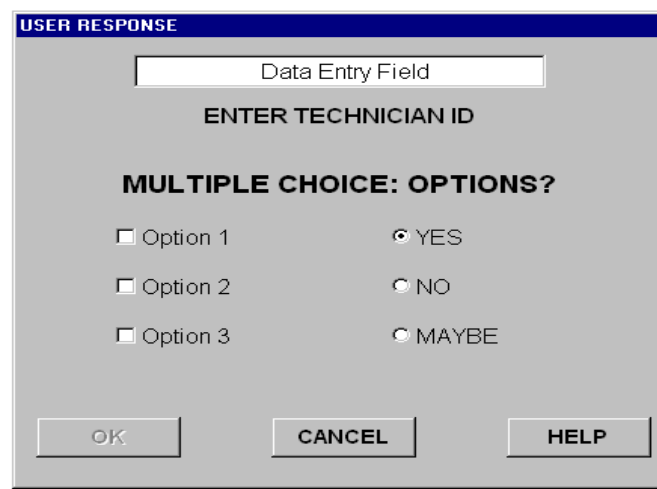 USER RESPONSE
Data Entry Field
ENTER TECHNICIAN ID
MULTIPLE CHOICE: OPTIONS?
Option 1 YES
Option 2 NO
Option 3 MAYBE
OK CANCEL HELP